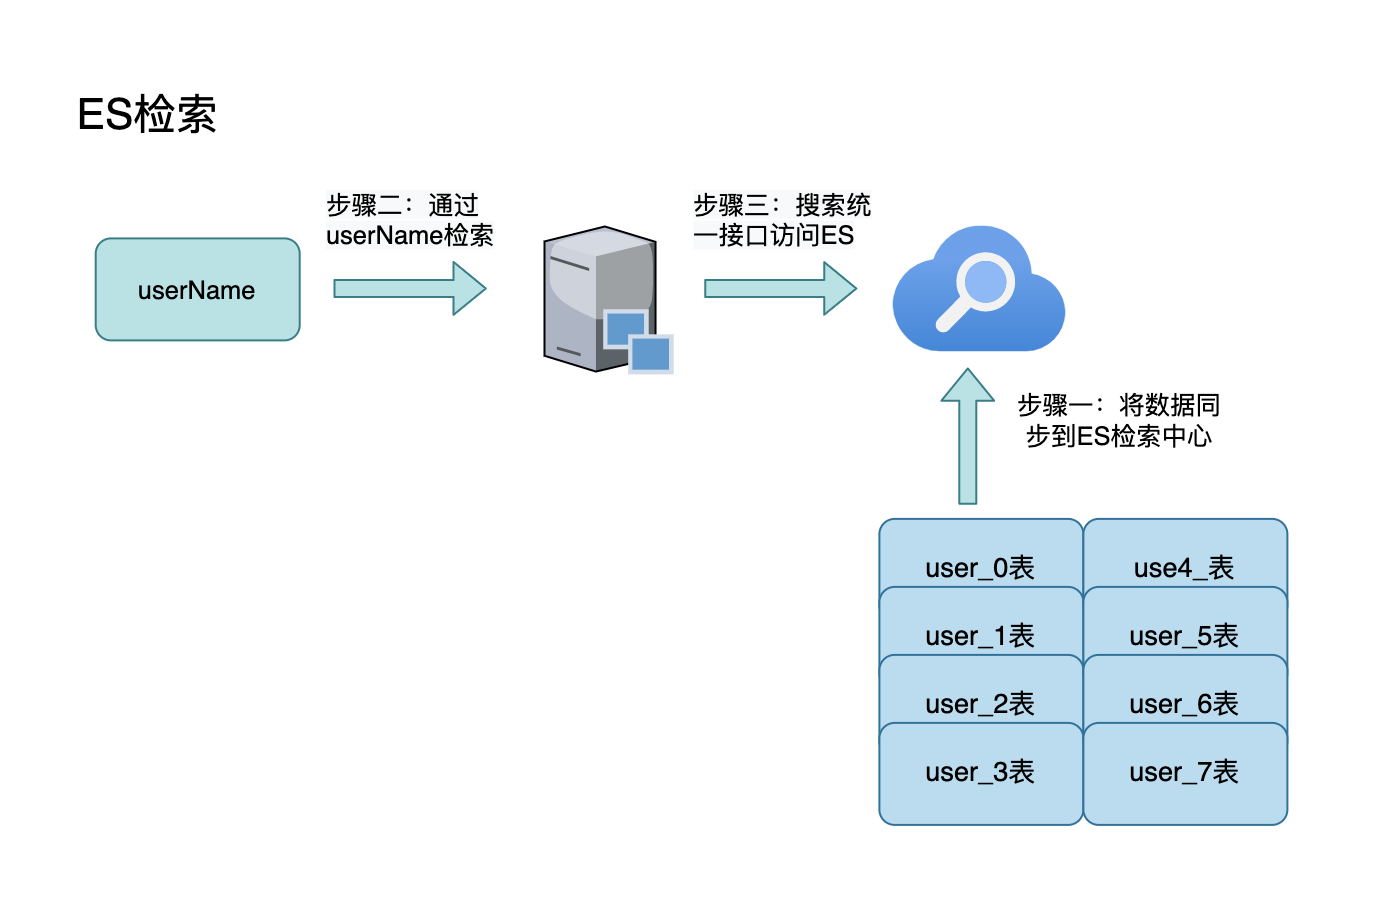 ES检索
步骤二：通过
userName检索
步骤三：搜索统
一接口访问ES
userName
步骤一：将数据同
步到ES检索中心
user_0表
use4_表
user_1表
user_5表
user_2表
user_6表
user_3表
user_7表